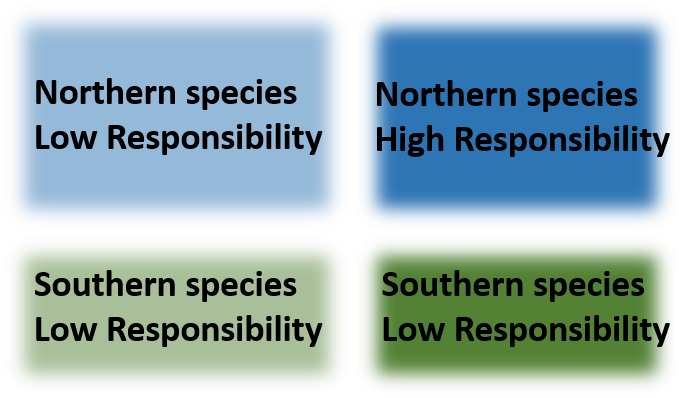 Northern species
Low Responsibility
Northern species
High Responsibility
Southern species
Low Responsibility
Southern species
Low Responsibility